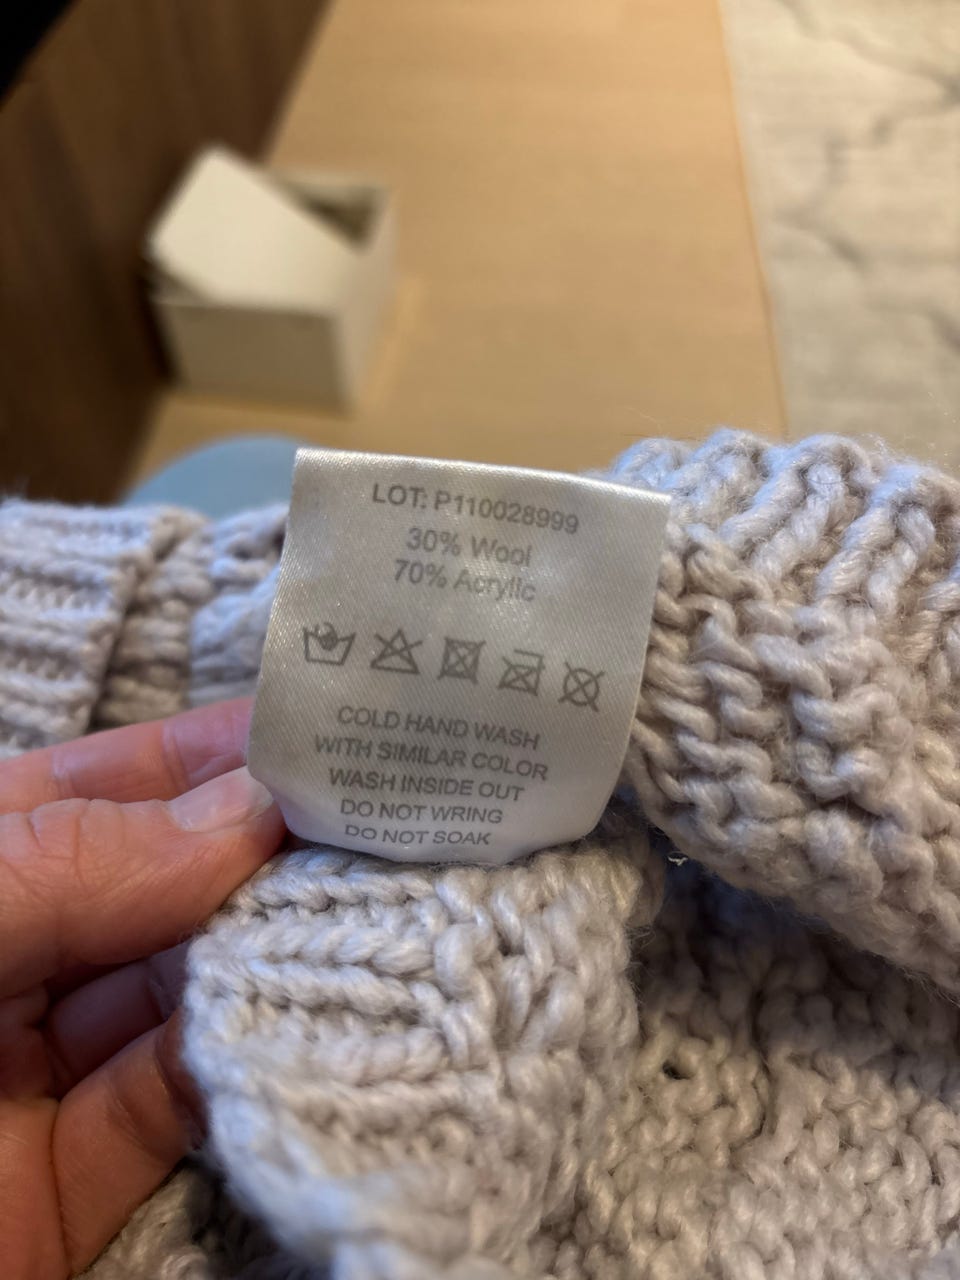 LOT: P110028999
30% Wool
70% Acrylic
COLD HAND WASH
WITH SIMILAR COLOR
WASH INSIDE OUT
DO NOT WRING
DO NOT SOAK